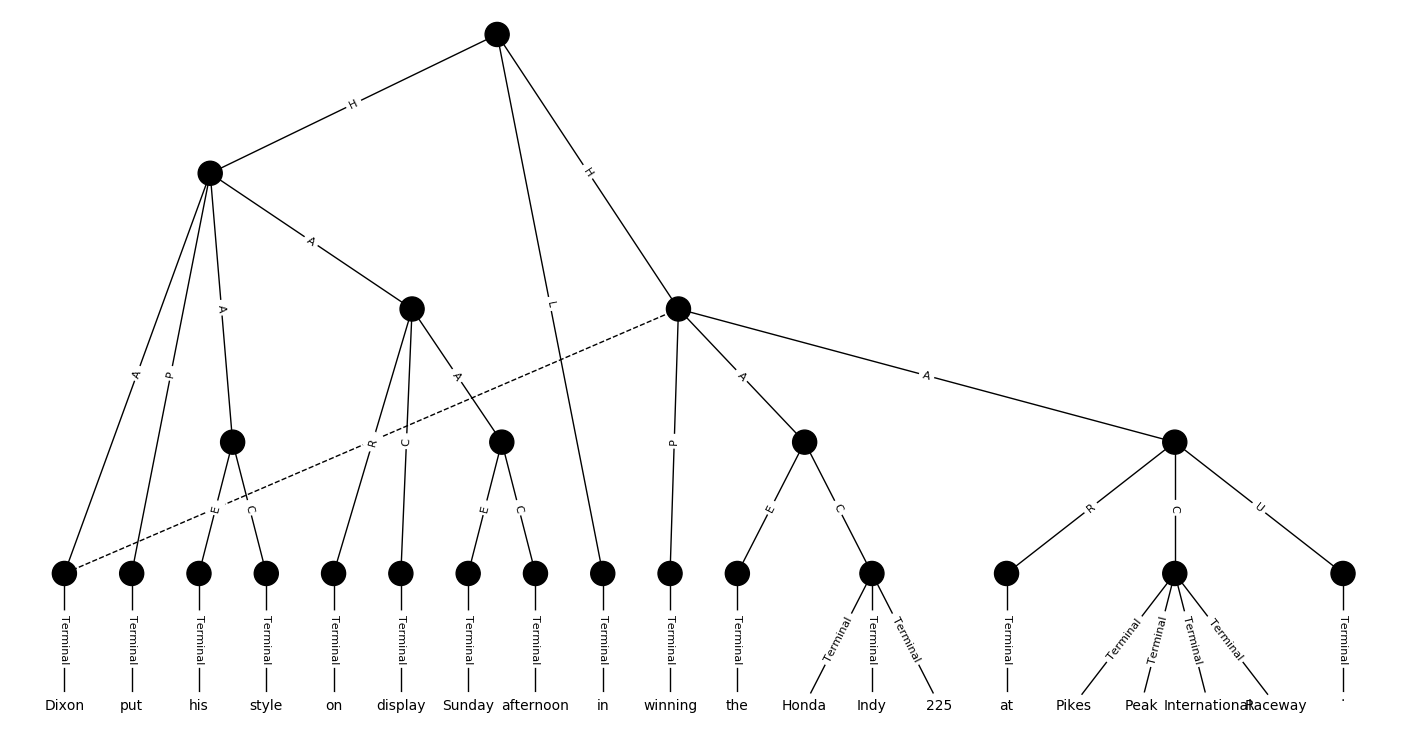 H
H
A
L
A
P
A
A
A
A
P
R
C
P
E
C
E
C
E
C
R
C
U
Terminal Terminal Terminal Terminal Terminal Terminal Terminal Terminal Terminal Terminal Terminal Terminal Terminal Terminal Terminal Terminal Terminal Terminal Terminal Terminal
Dixon put his style on display Sunday afternoon in winning the Honda Indy 225 at Pikes Peak International Raceway .